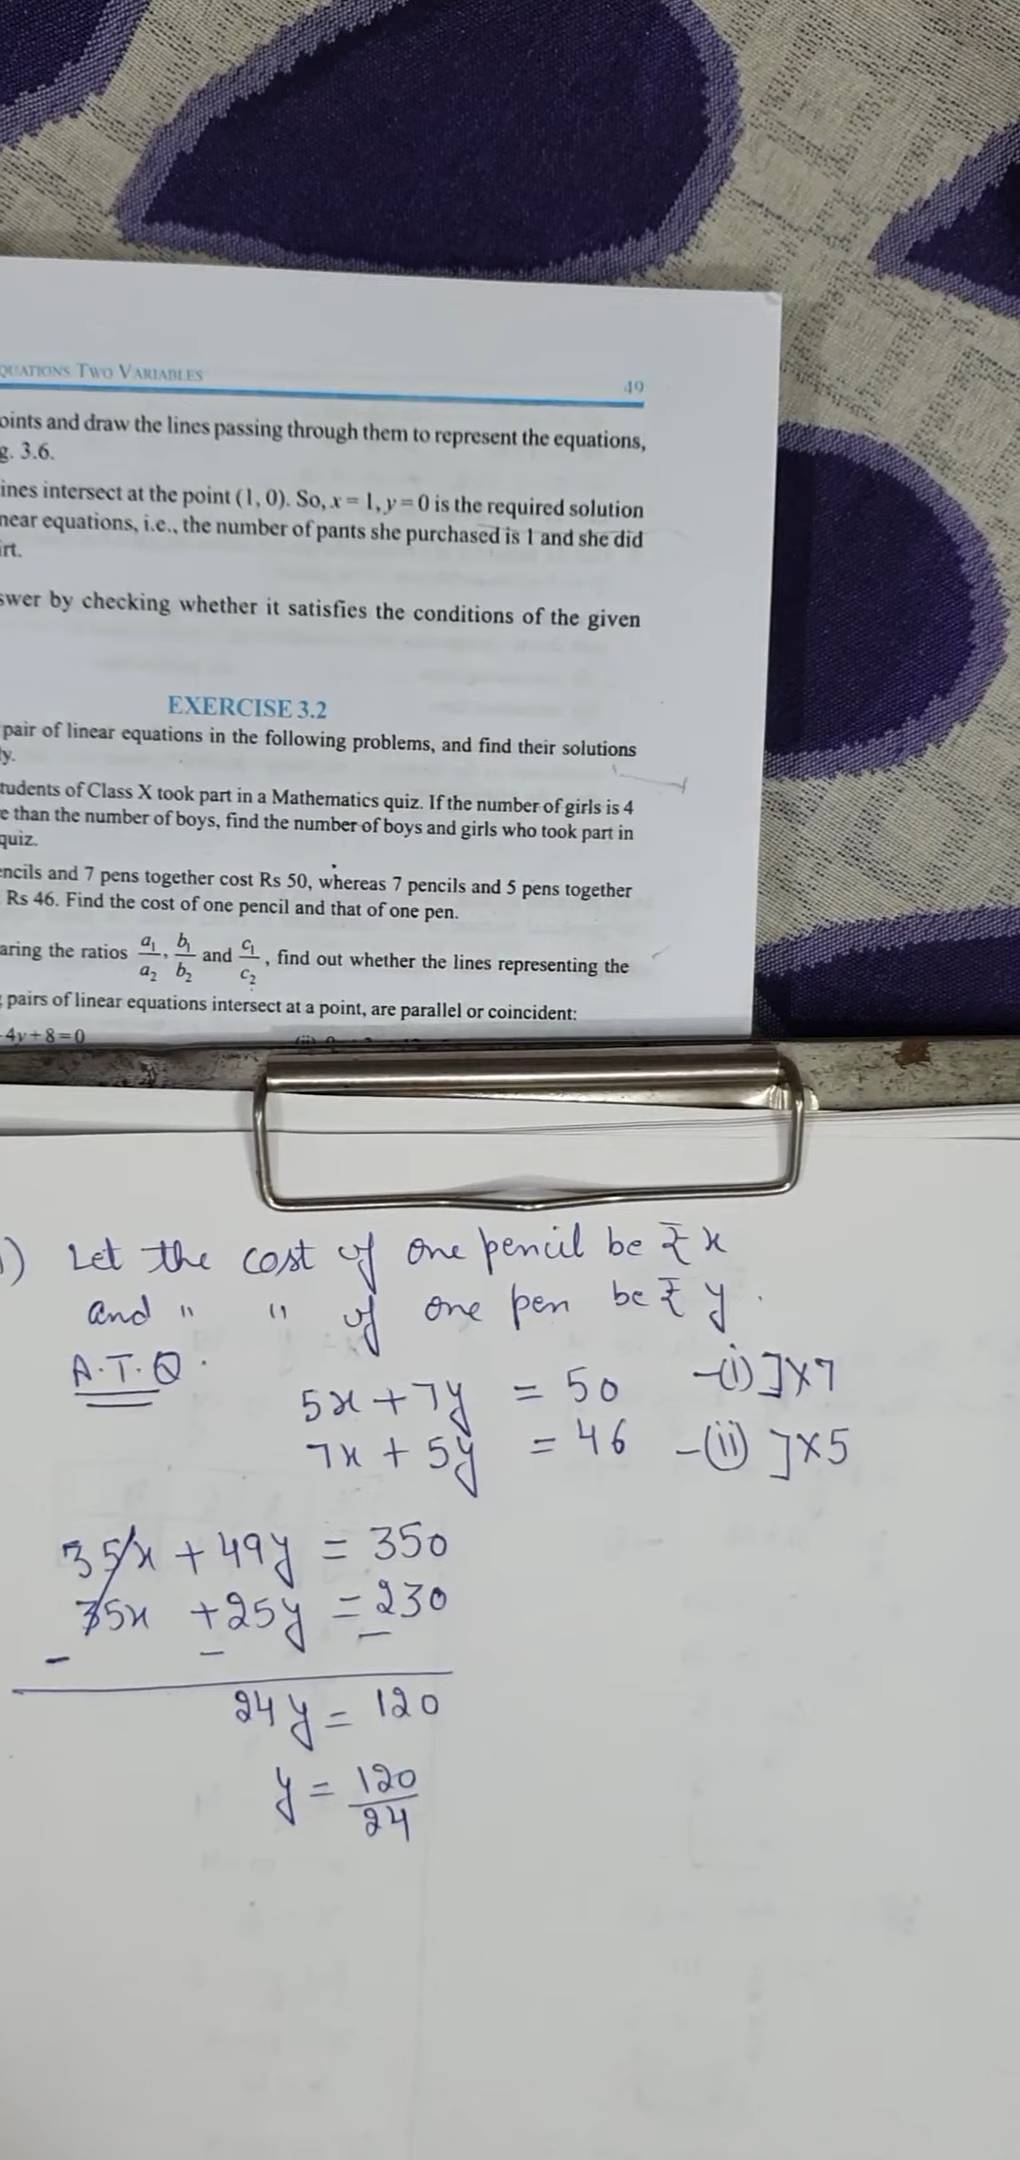 QUATIONS TWO VARIABLES 49
oints and draw the lines passing through them to represent the equations,
g. 3.6.
ines intersect at the point (1, 0). So, x = 1, y = 0 is the required solution
near equations, i.e., the number of pants she purchased is 1 and she did
irt.
swer by checking whether it satisfies the conditions of the given
EXERCISE 3.2
pair of linear equations in the following problems, and find their solutions
ly.
tudents of Class X took part in a Mathematics quiz. If the number of girls is 4
e than the number of boys, find the number of boys and girls who took part in
quiz.
encils and 7 pens together cost Rs 50, whereas 7 pencils and 5 pens together
Rs 46. Find the cost of one pencil and that of one pen.
aring the ratios a₁/a₂, b₁/b₂ and c₁/c₂, find out whether the lines representing the
pairs of linear equations intersect at a point, are parallel or coincident:
4y+8=0
) Let the cost of one pencil be ₹ x
and " " of one pen be ₹ y.
A.T.Q.
5x + 7y = 50 -(i)]×7
7x + 5y = 46 -(ii)]×5
35x + 49y = 350
35x + 25y = 230
- - -
24y = 120
y = 120/24